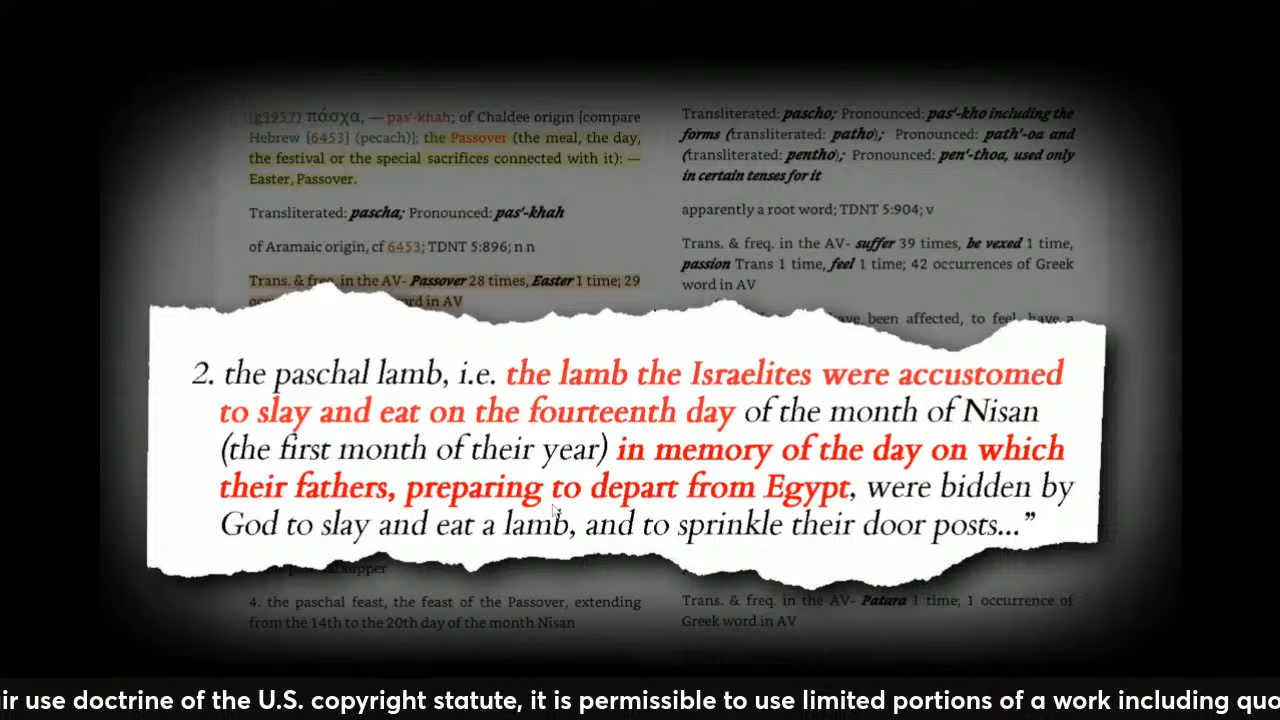 (g3957) πάσχα, — pas'-khah; of Chaldee origin [compare
Hebrew [6453] (pecach)]; the Passover (the meal, the day,
the festival or the special sacrifices connected with it): —
Easter, Passover.
Transliterated: pascha; Pronounced: pas'-khah
of Aramaic origin, cf 6453; TDNT 5:896; n n
Trans. & freq. in the AV- Passover 28 times, Easter 1 time; 29
word in AV
Transliterated: pascho; Pronounced: pas'-kho including the
forms (transliterated: patho); Pronounced: path'-oa and
(transliterated: pentho); Pronounced: pen'-thoa, used only
in certain tenses for it
apparently a root word; TDNT 5:904; v
Trans. & freq. in the AV- suffer 39 times, be vexed 1 time,
passion Trans 1 time, feel 1 time; 42 occurrences of Greek
word in AV
have been affected, to feel, have a
2. the paschal lamb, i.e. the lamb the Israelites were accustomed
to slay and eat on the fourteenth day of the month of Nisan
(the first month of their year) in memory of the day on which
their fathers, preparing to depart from Egypt, were bidden by
God to slay and eat a lamb, and to sprinkle their door posts...”
supper
4. the paschal feast, the feast of the Passover, extending
from the 14th to the 20th day of the month Nisan
Trans. & freq. in the AV- Patara 1 time; 1 occurrence of
Greek word in AV
ir use doctrine of the U.S. copyright statute, it is permissible to use limited portions of a work including quo